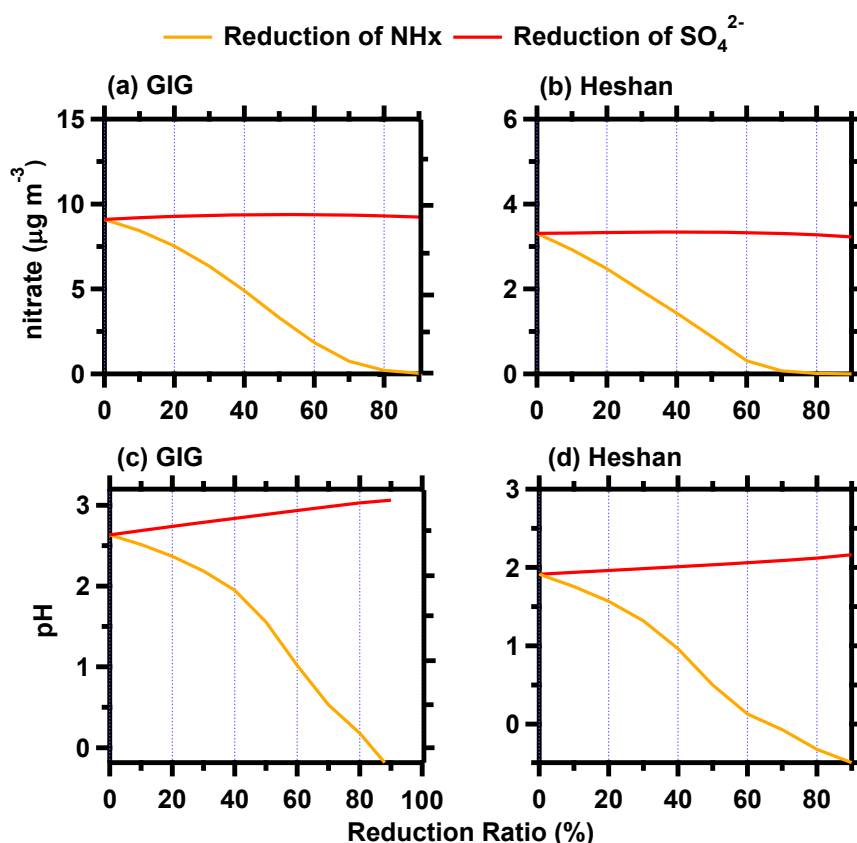 Reduction of NHx Reduction of SO₄²⁻
(a) GIG (b) Heshan
nitrate (µg m⁻³)
15
10
5
0
0 20 40 60 80
6
4
2
0
0 20 40 60 80
(c) GIG (d) Heshan
pH
3
2
1
0
0 20 40 60 80 100
3
2
1
0
0 20 40 60 80
Reduction Ratio (%)